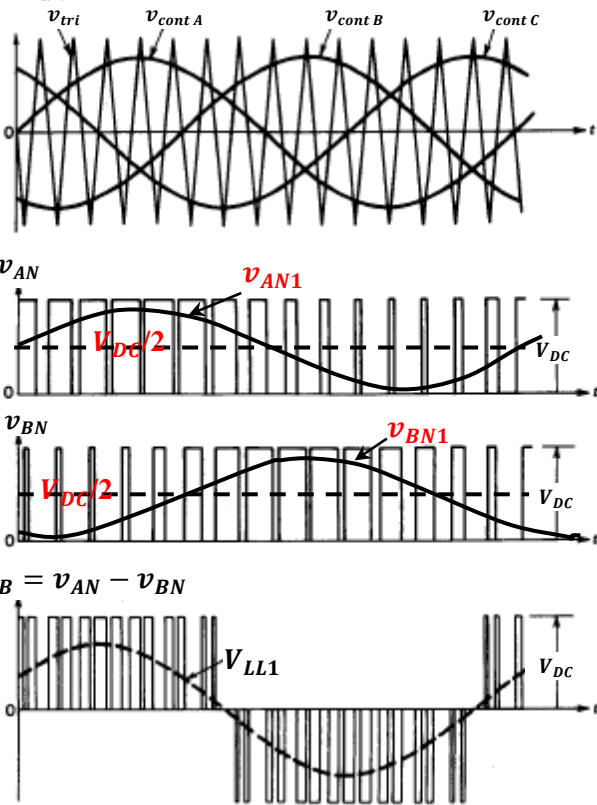 v_tri v_cont A v_cont B v_cont C
0 t
v_AN
v_AN1
V_DC/2
V_DC
0 t
v_BN
v_BN1
V_DC/2
V_DC
0 t
B = v_AN − v_BN
V_LL1
V_DC
0 t